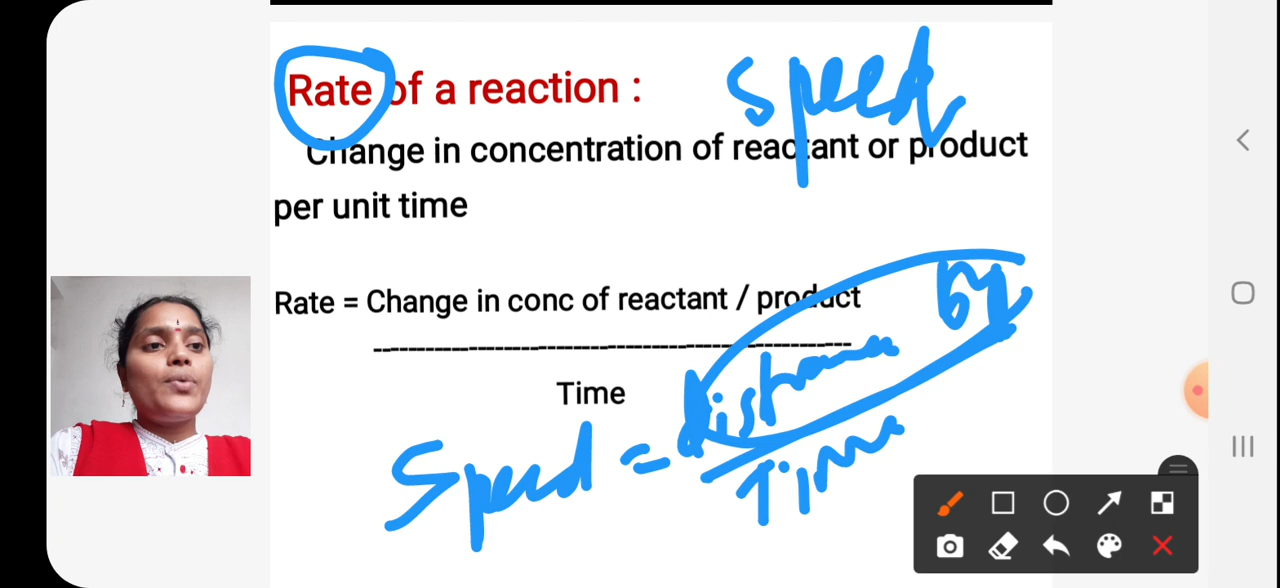 Rate of a reaction :
speed
Change in concentration of reactant or product
per unit time
Rate = Change in conc of reactant / product
Time
Speed = distance
Time